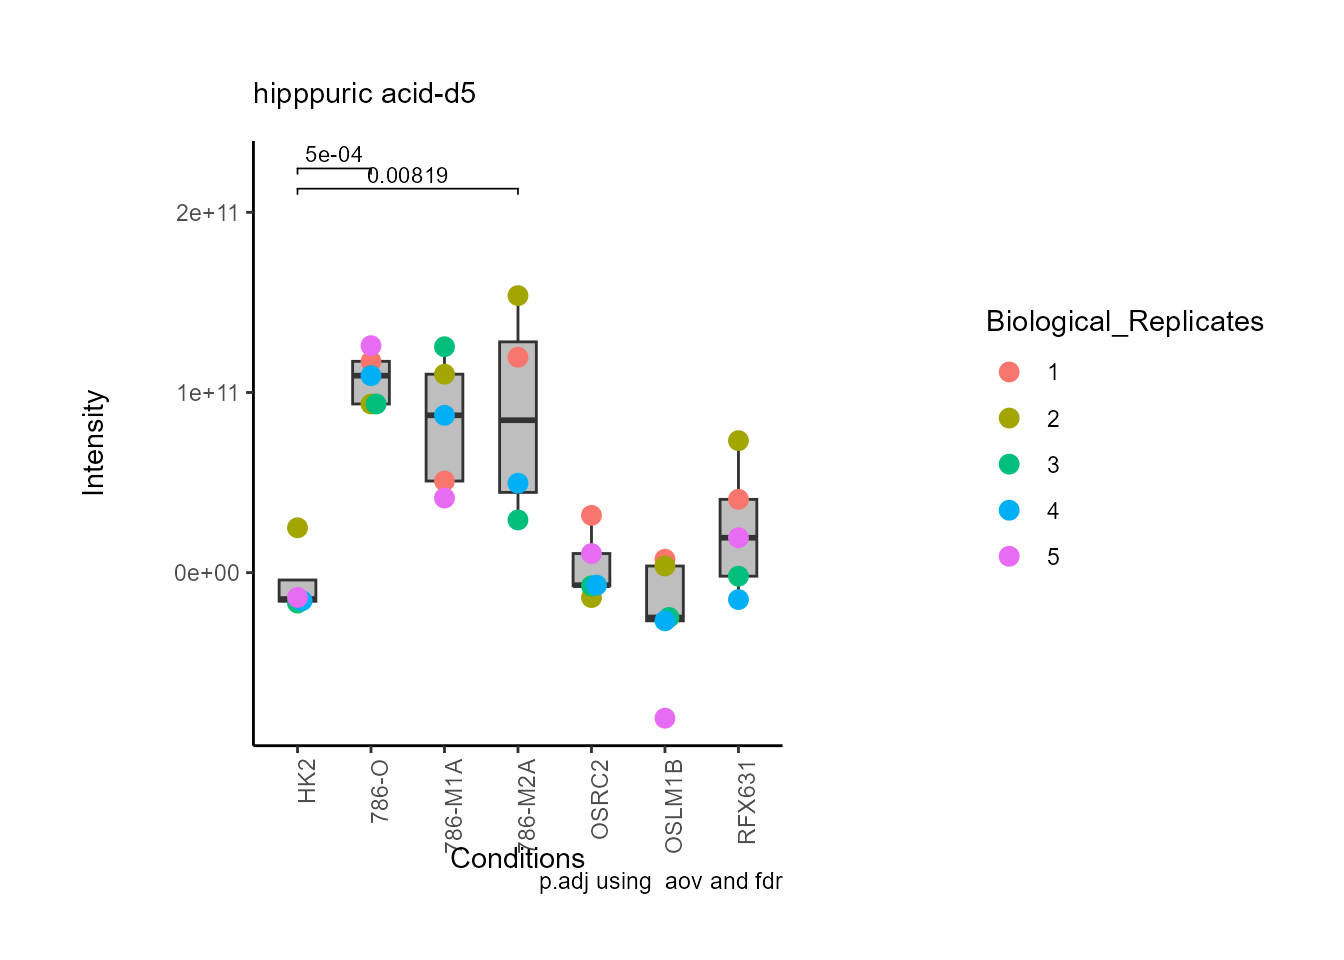 hipppuric acid-d5
5e-04
0.00819
2e+11
1e+11
0e+00
Intensity
HK2
786-O
786-M1A
786-M2A
OSRC2
OSLM1B
RFX631
Conditions
p.adj using  aov and fdr
Biological_Replicates
1
2
3
4
5